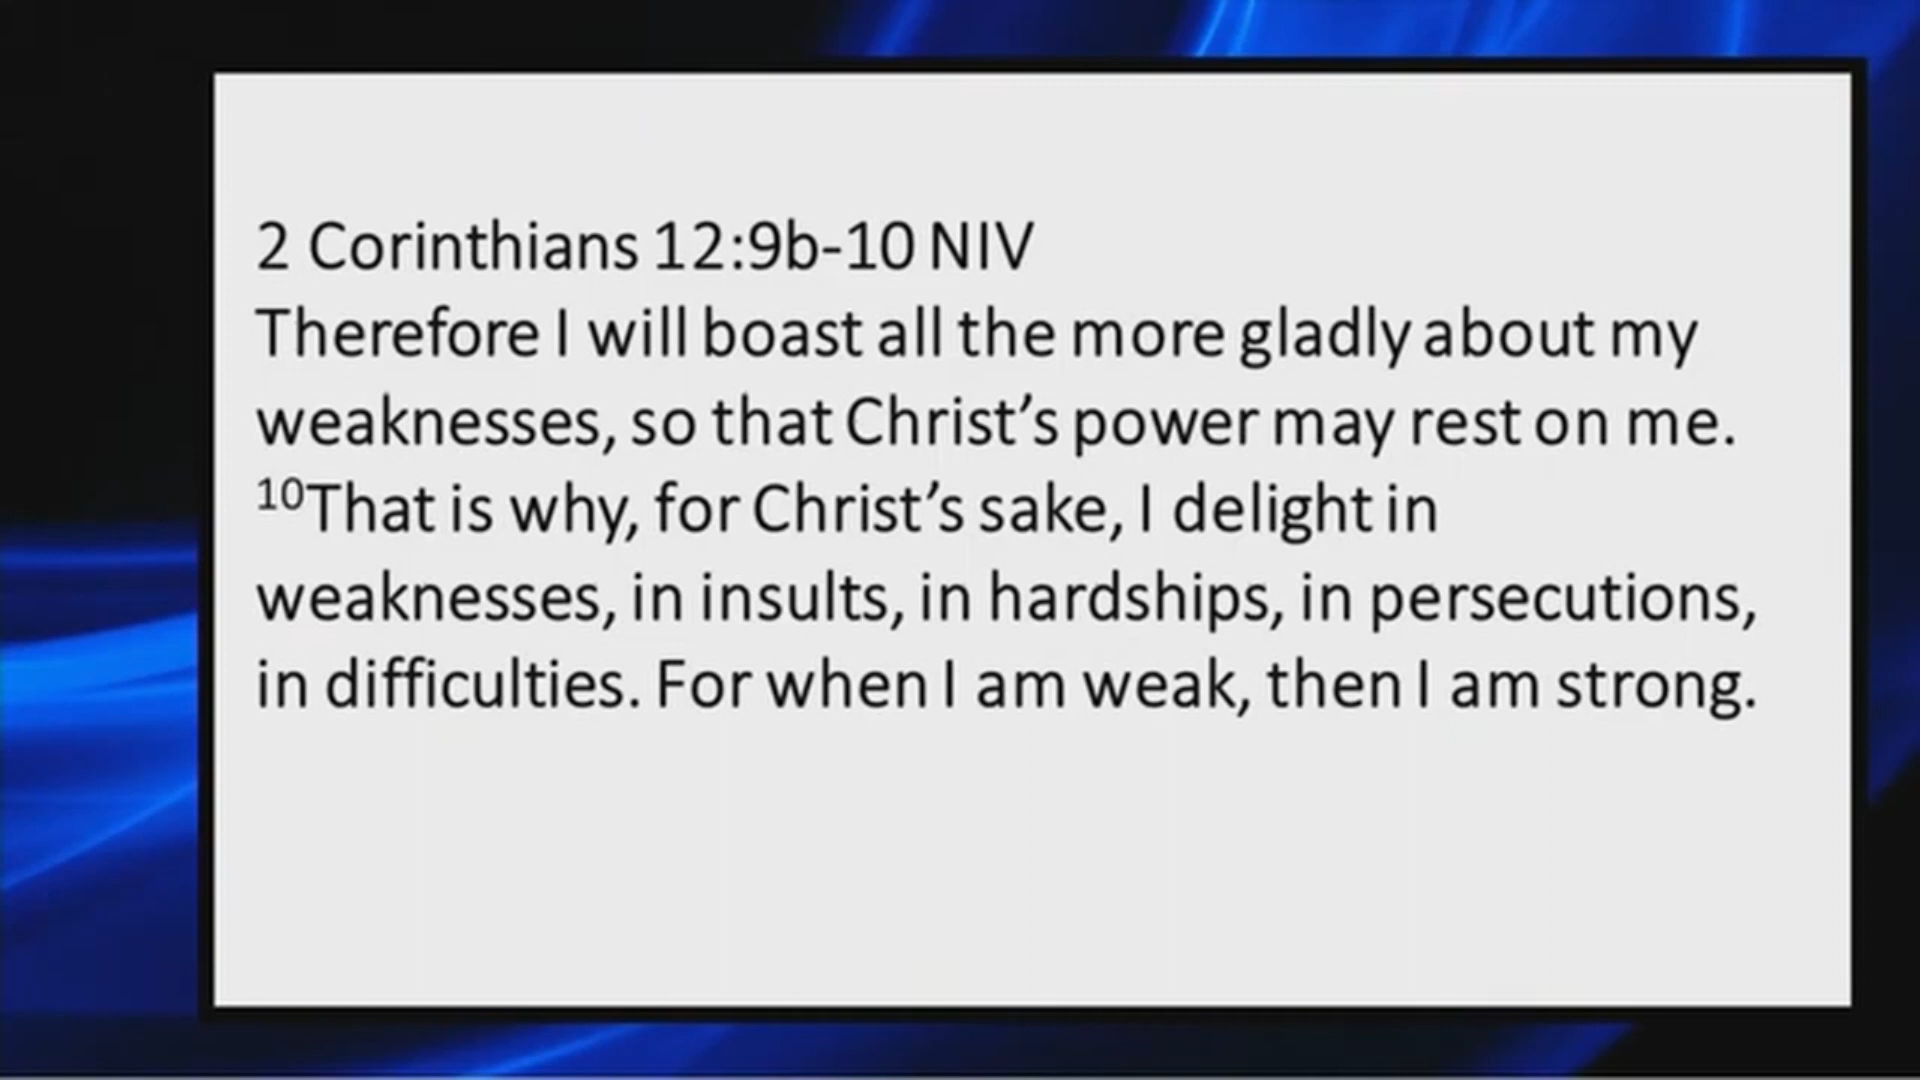 2 Corinthians 12:9b-10 NIV
Therefore I will boast all the more gladly about my
weaknesses, so that Christ’s power may rest on me.
¹⁰That is why, for Christ’s sake, I delight in
weaknesses, in insults, in hardships, in persecutions,
in difficulties. For when I am weak, then I am strong.